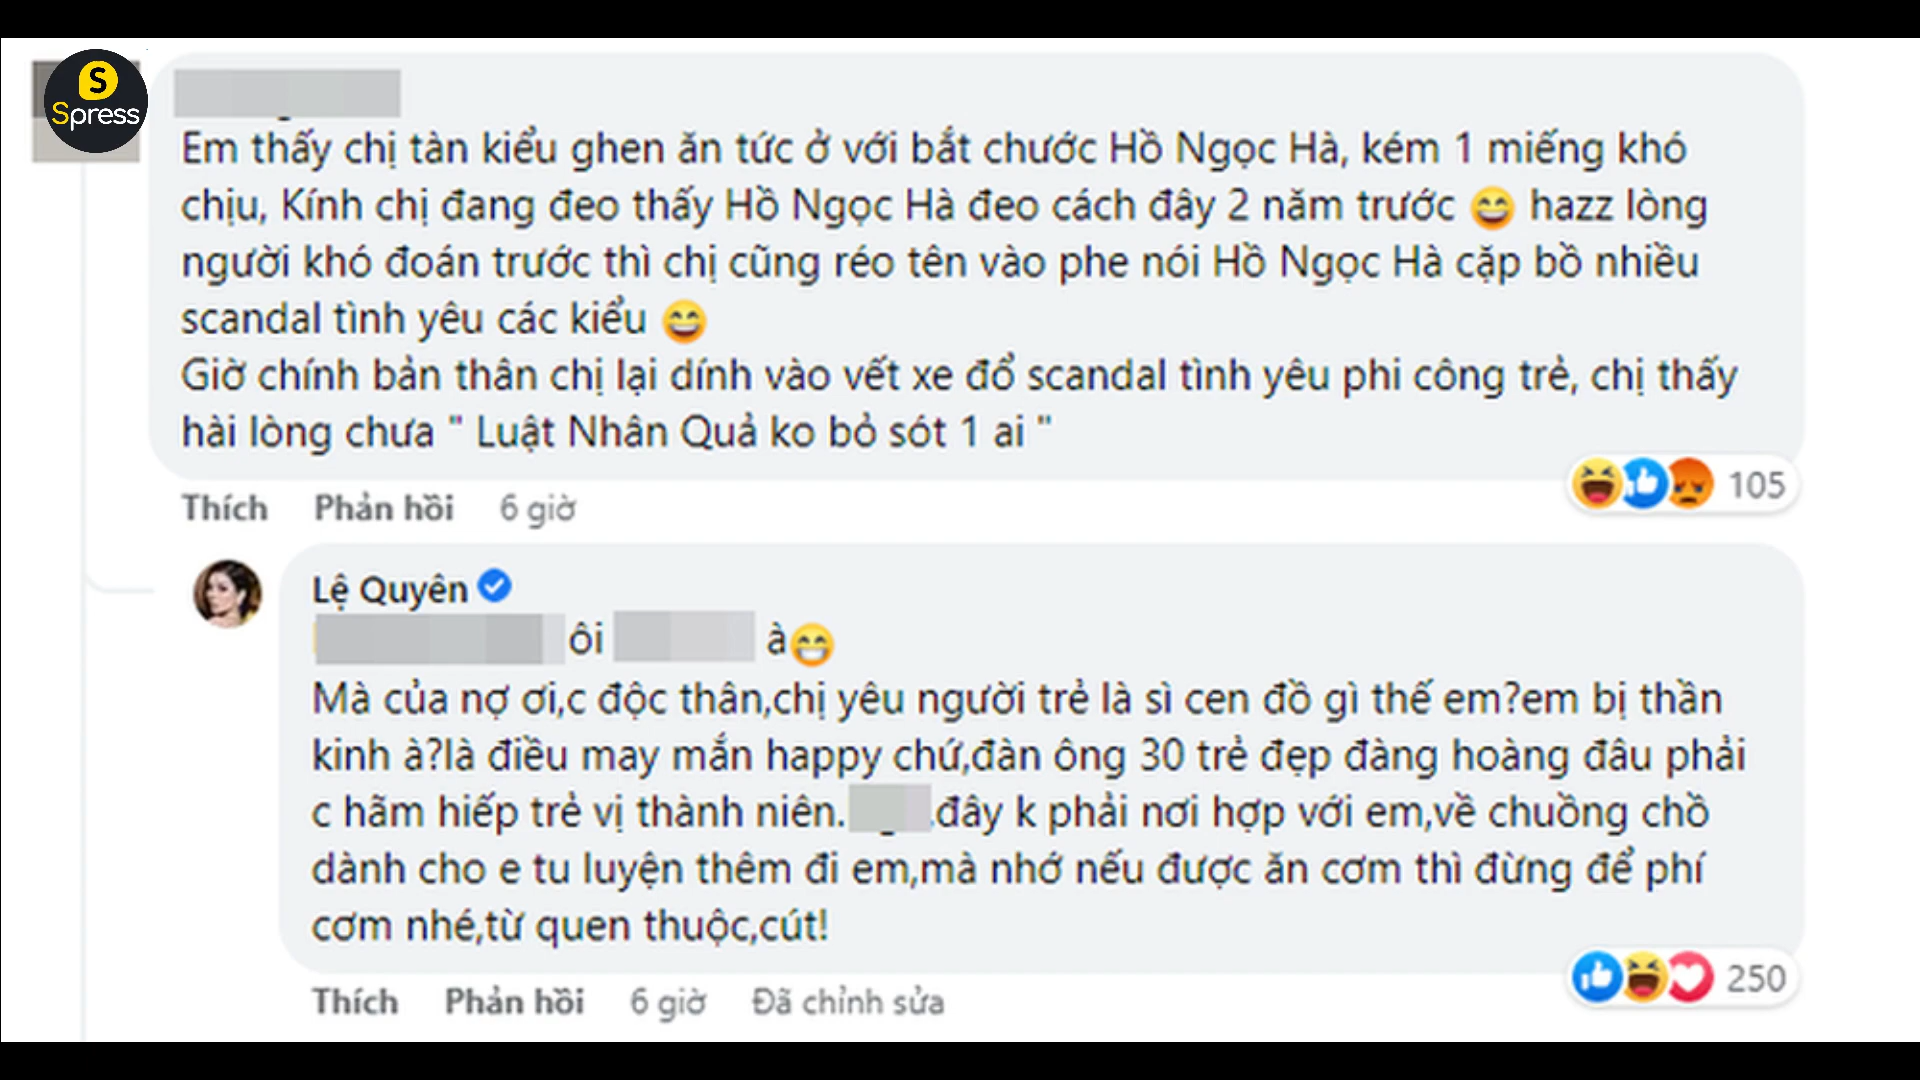 S
Spress
Em thấy chị tàn kiểu ghen ăn tức ở với bắt chước Hồ Ngọc Hà, kém 1 miếng khó
chịu, Kính chị đang đeo thấy Hồ Ngọc Hà đeo cách đây 2 năm trước 😄 hazz lòng
người khó đoán trước thì chị cũng réo tên vào phe nói Hồ Ngọc Hà cặp bồ nhiều
scandal tình yêu các kiểu 😄
Giờ chính bản thân chị lại dính vào vết xe đổ scandal tình yêu phi công trẻ, chị thấy
hài lòng chưa " Luật Nhân Quả ko bỏ sót 1 ai "
105
Thích Phản hồi 6 giờ
Lệ Quyên
ôi à😁
Mà của nợ ơi,c độc thân,chị yêu người trẻ là sì cen đồ gì thế em?em bị thần
kinh à?là điều may mắn happy chứ,đàn ông 30 trẻ đẹp đàng hoàng đâu phải
c hãm hiếp trẻ vị thành niên. đây k phải nơi hợp với em,về chuồng chồ
dành cho e tu luyện thêm đi em,mà nhớ nếu được ăn cơm thì đừng để phí
cơm nhé,từ quen thuộc,cút!
250
Thích Phản hồi 6 giờ Đã chỉnh sửa